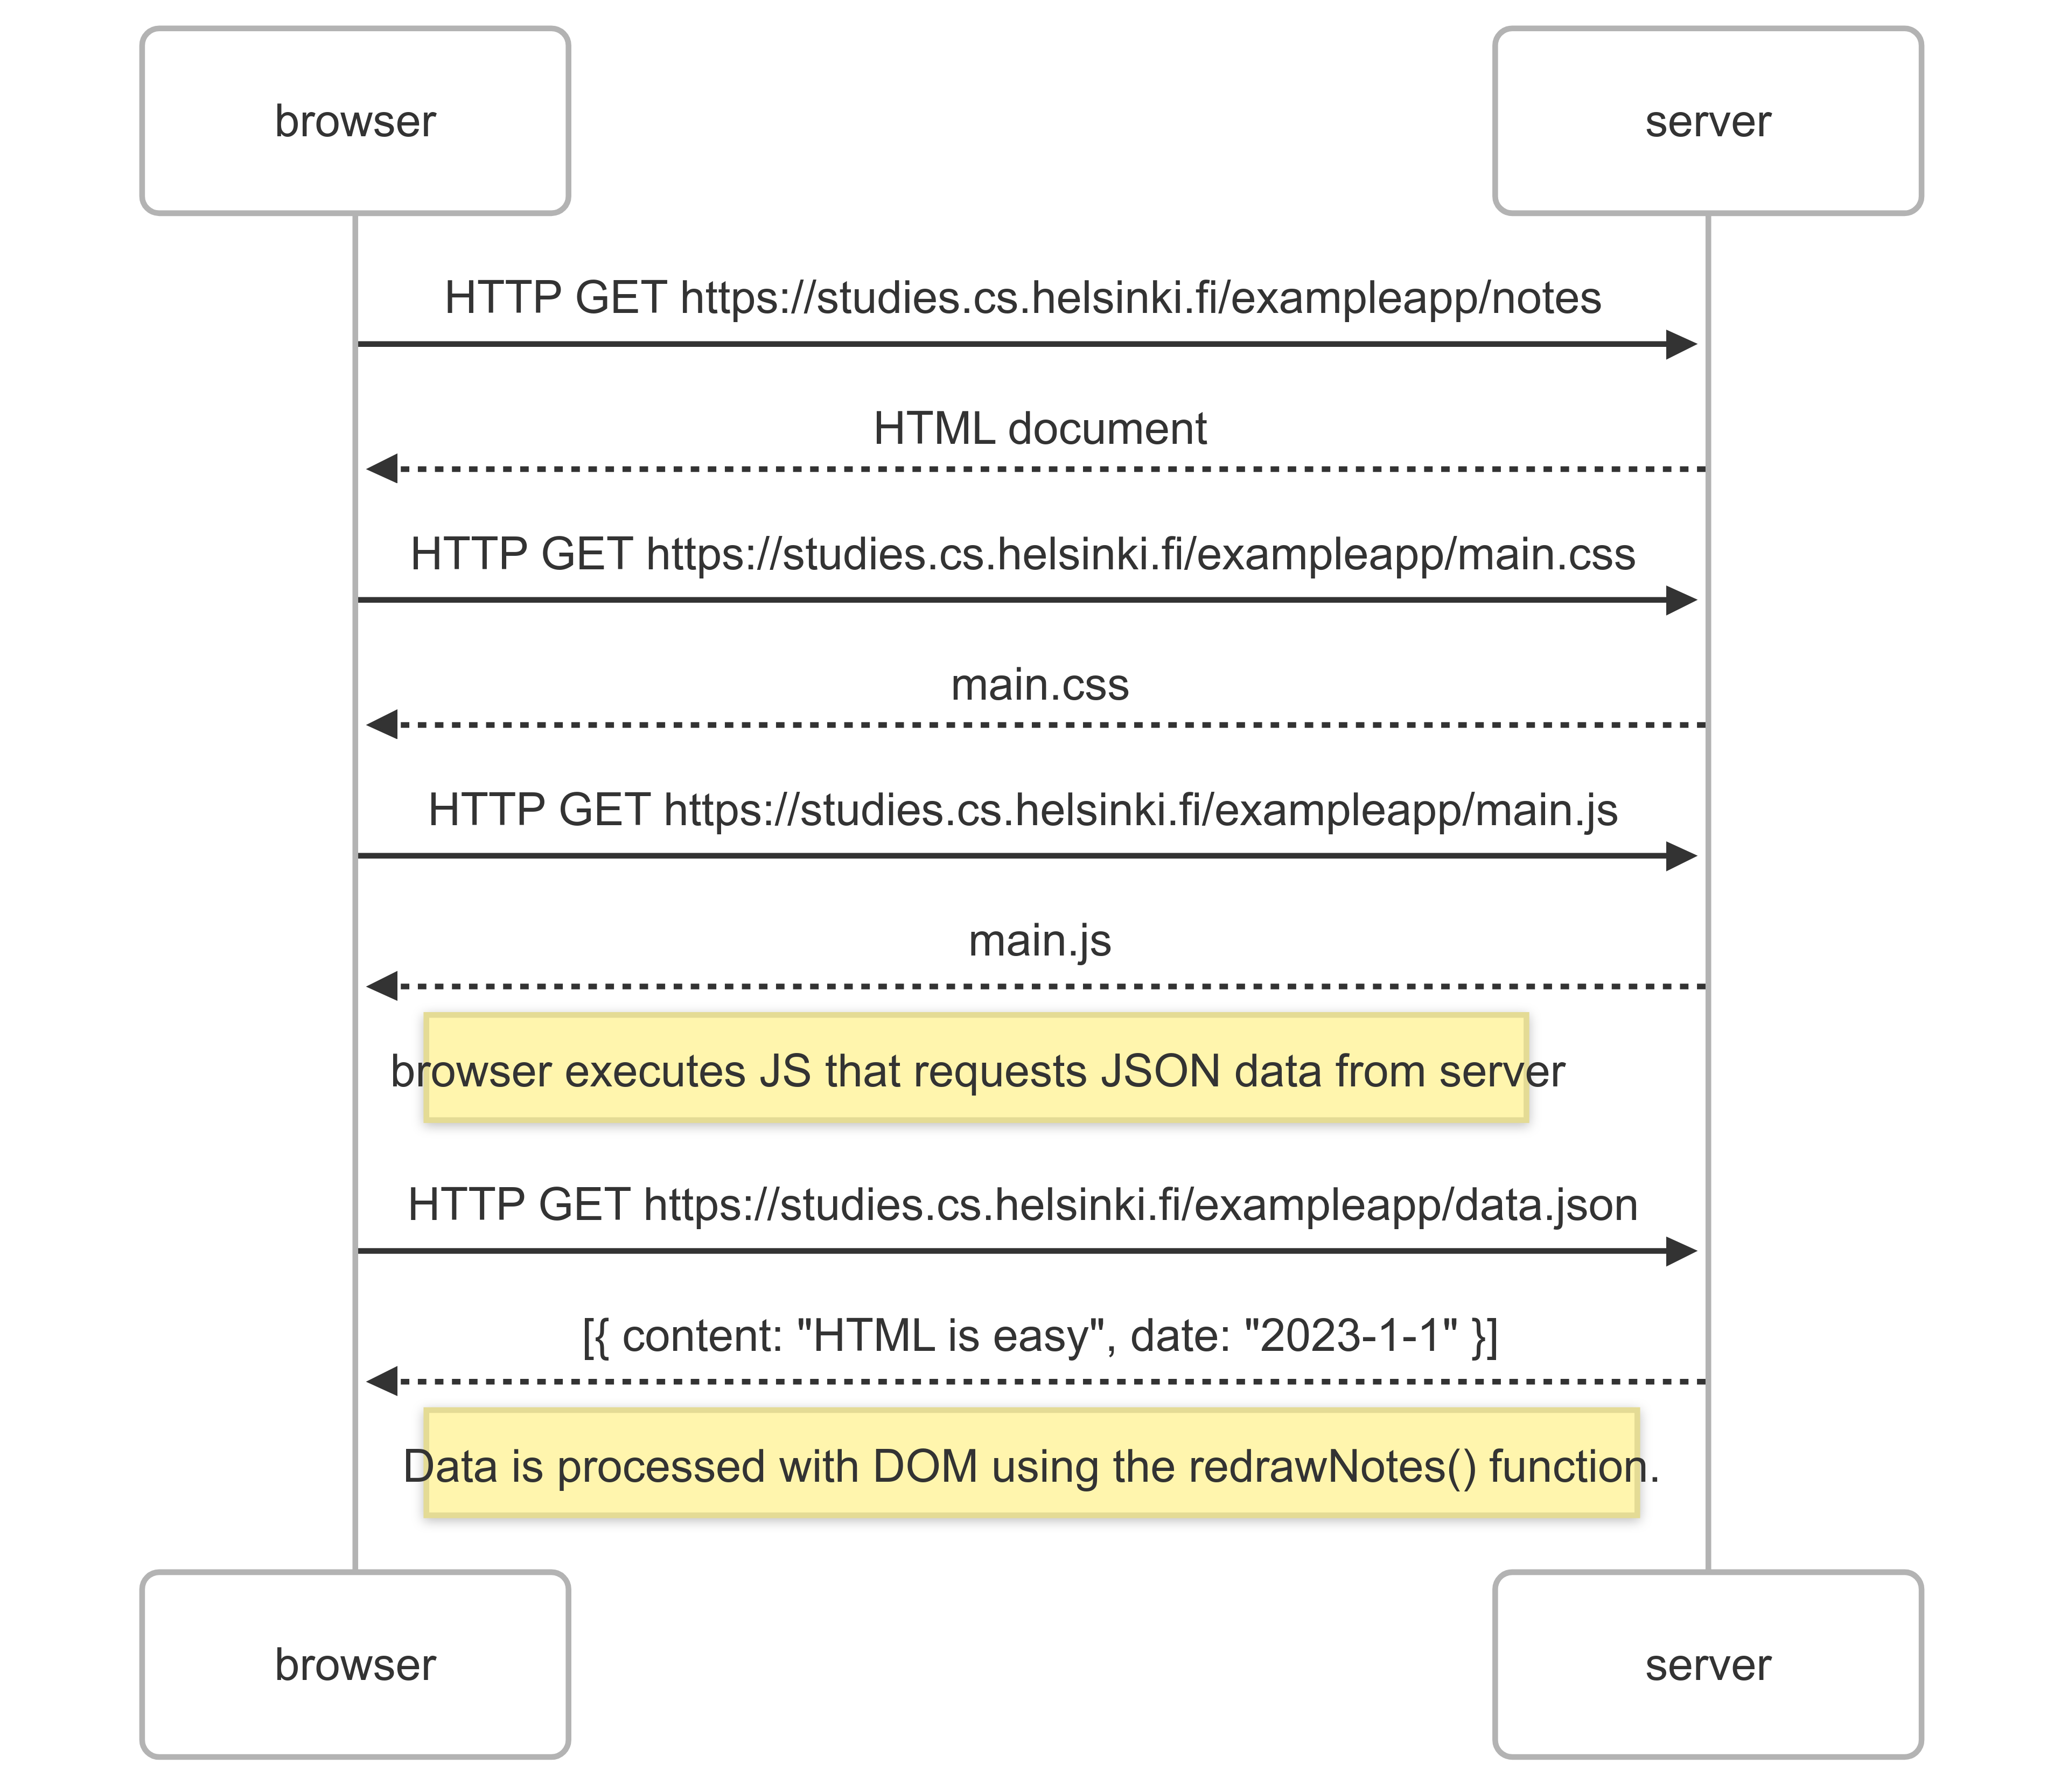 browser
server
HTTP GET https://studies.cs.helsinki.fi/exampleapp/notes
HTML document
HTTP GET https://studies.cs.helsinki.fi/exampleapp/main.css
main.css
HTTP GET https://studies.cs.helsinki.fi/exampleapp/main.js
main.js
browser executes JS that requests JSON data from server
HTTP GET https://studies.cs.helsinki.fi/exampleapp/data.json
[{ content: "HTML is easy", date: "2023-1-1" }]
Data is processed with DOM using the redrawNotes() function.
browser
server